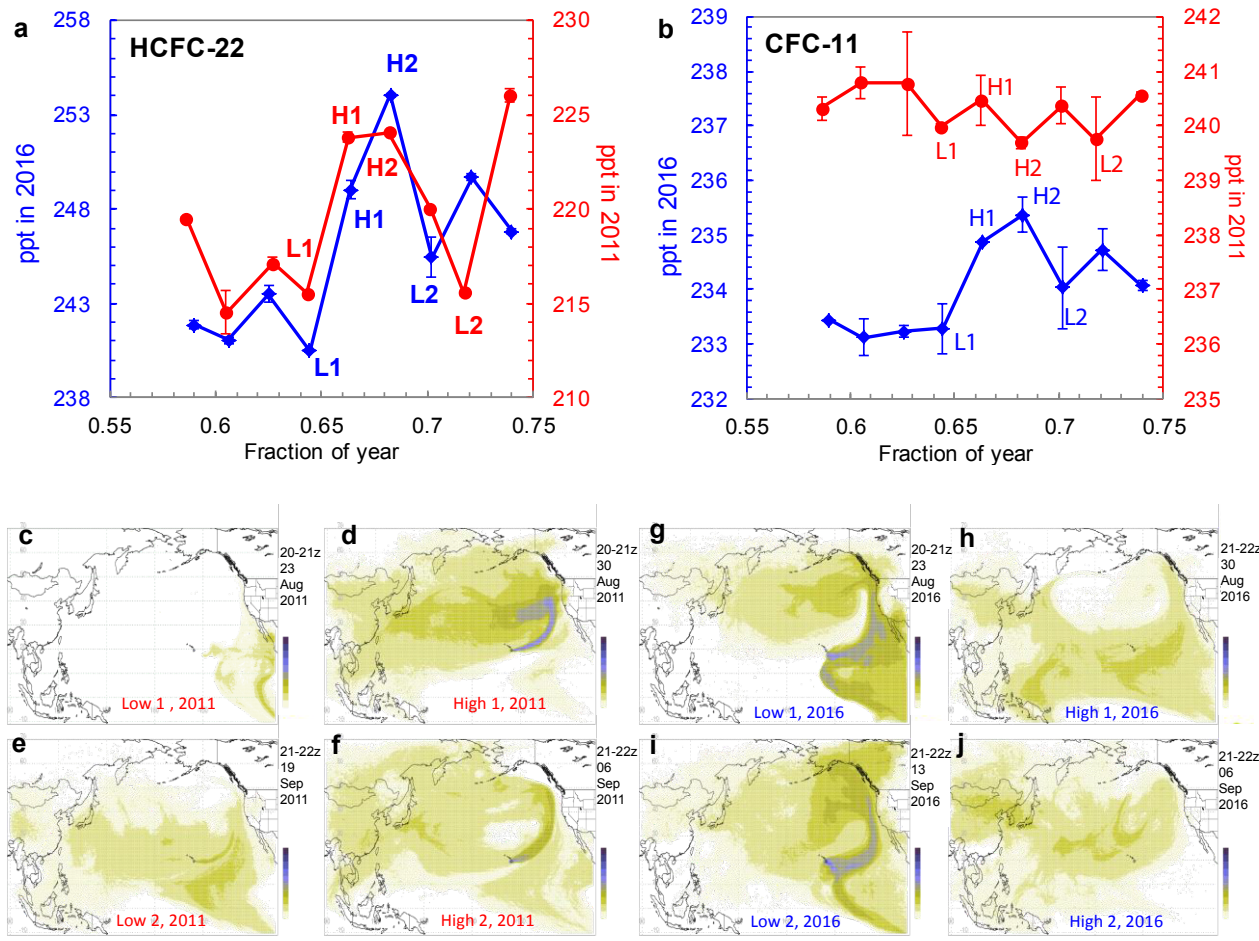 a
HCFC-22
258
253
248
243
238
ppt in 2016
230
225
220
215
210
ppt in 2011
H2
H1
H2
H1
L1
L2
L1
L2
0.55
0.6
0.65
0.7
0.75
Fraction of year
b
CFC-11
239
238
237
236
235
234
233
232
ppt in 2016
242
241
240
239
238
237
236
235
ppt in 2011
H1
L1
H2
L2
H1
H2
L1
L2
0.55
0.6
0.65
0.7
0.75
Fraction of year
c
20-21z
23
Aug
2011
Low 1 , 2011
d
20-21z
30
Aug
2011
High 1, 2011
g
20-21z
23
Aug
2016
Low 1, 2016
h
21-22z
30
Aug
2016
High 1, 2016
e
21-22z
19
Sep
2011
Low 2, 2011
f
21-22z
06
Sep
2011
High 2, 2011
i
21-22z
13
Sep
2016
Low 2, 2016
j
21-22z
06
Sep
2016
High 2, 2016